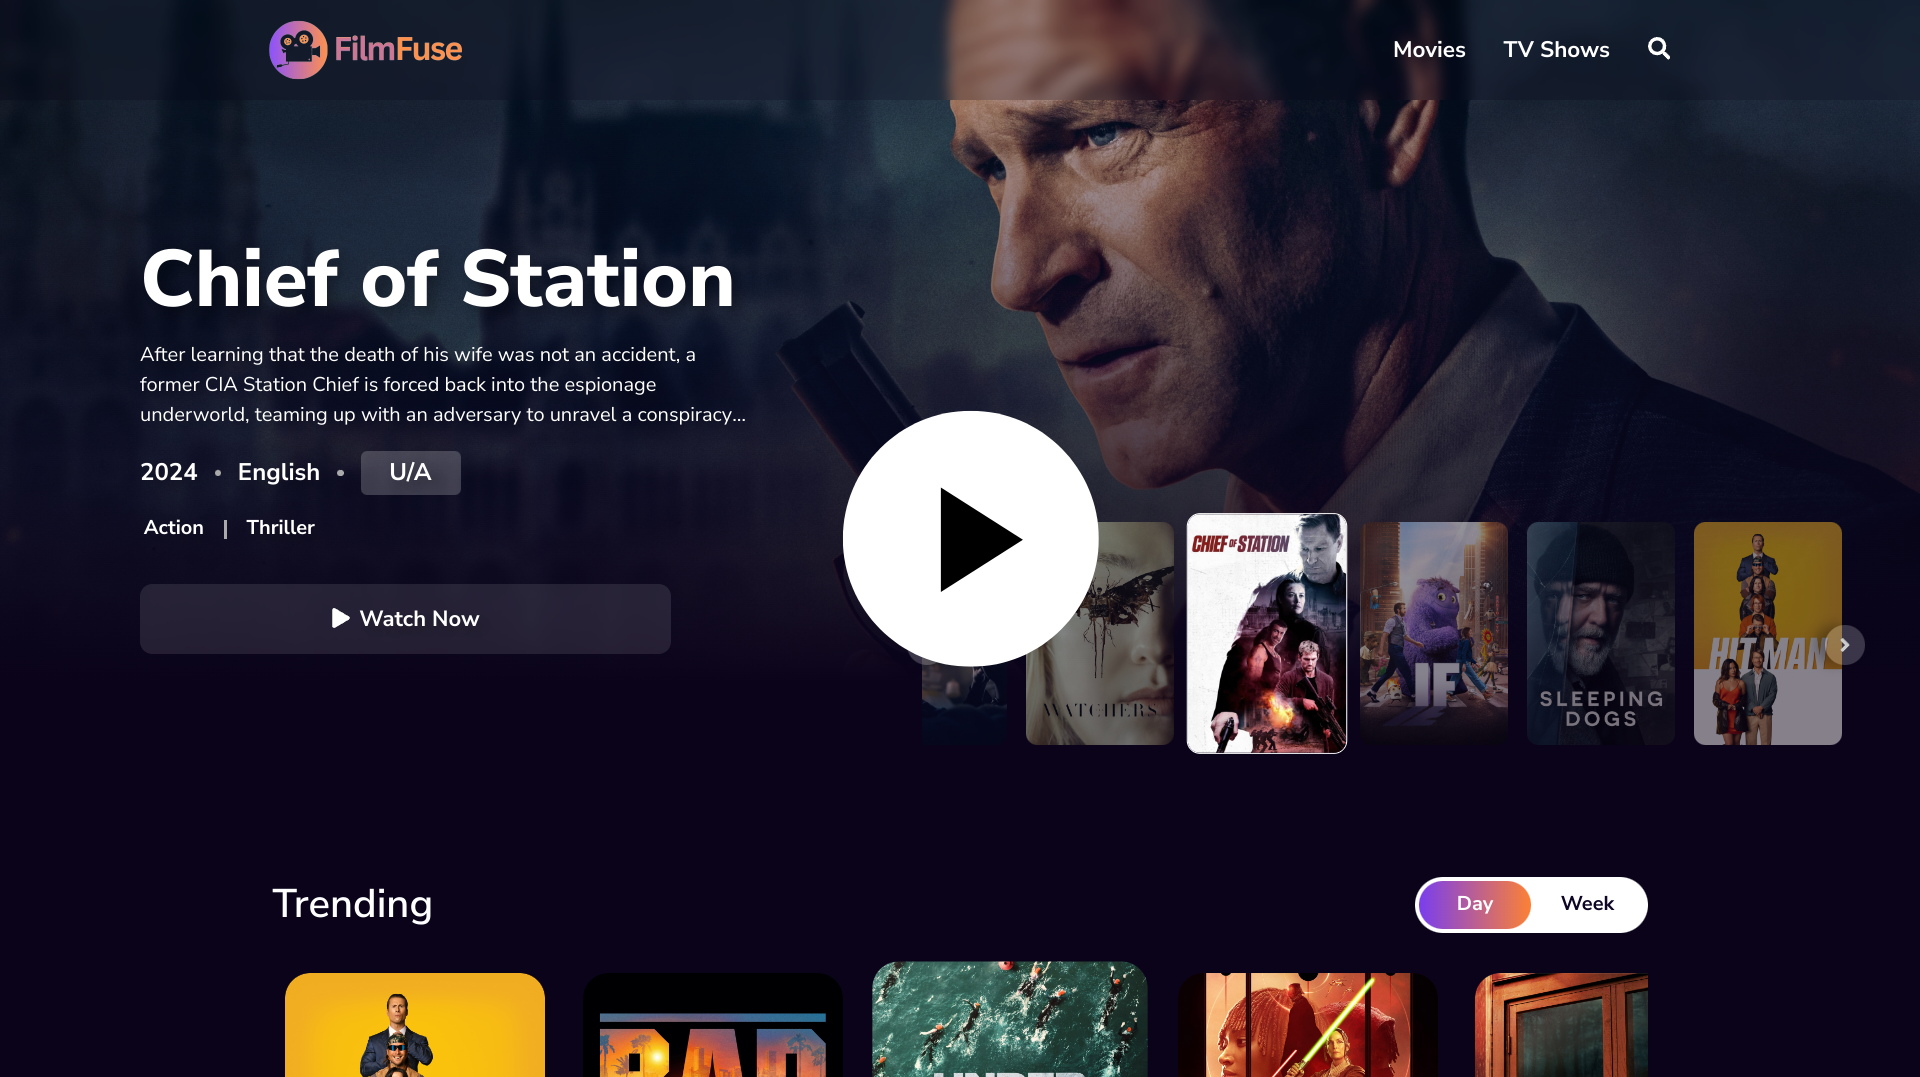 FilmFuse
Movies
TV Shows
Chief of Station
After learning that the death of his wife was not an accident, a
former CIA Station Chief is forced back into the espionage
underworld, teaming up with an adversary to unravel a conspiracy...
2024 • English • U/A
Action | Thriller
Watch Now
WATCHERS
CHIEF OF STATION
IF
SLEEPING
DOGS
HIT MAN
Trending
Day
Week
BAD
UNDER